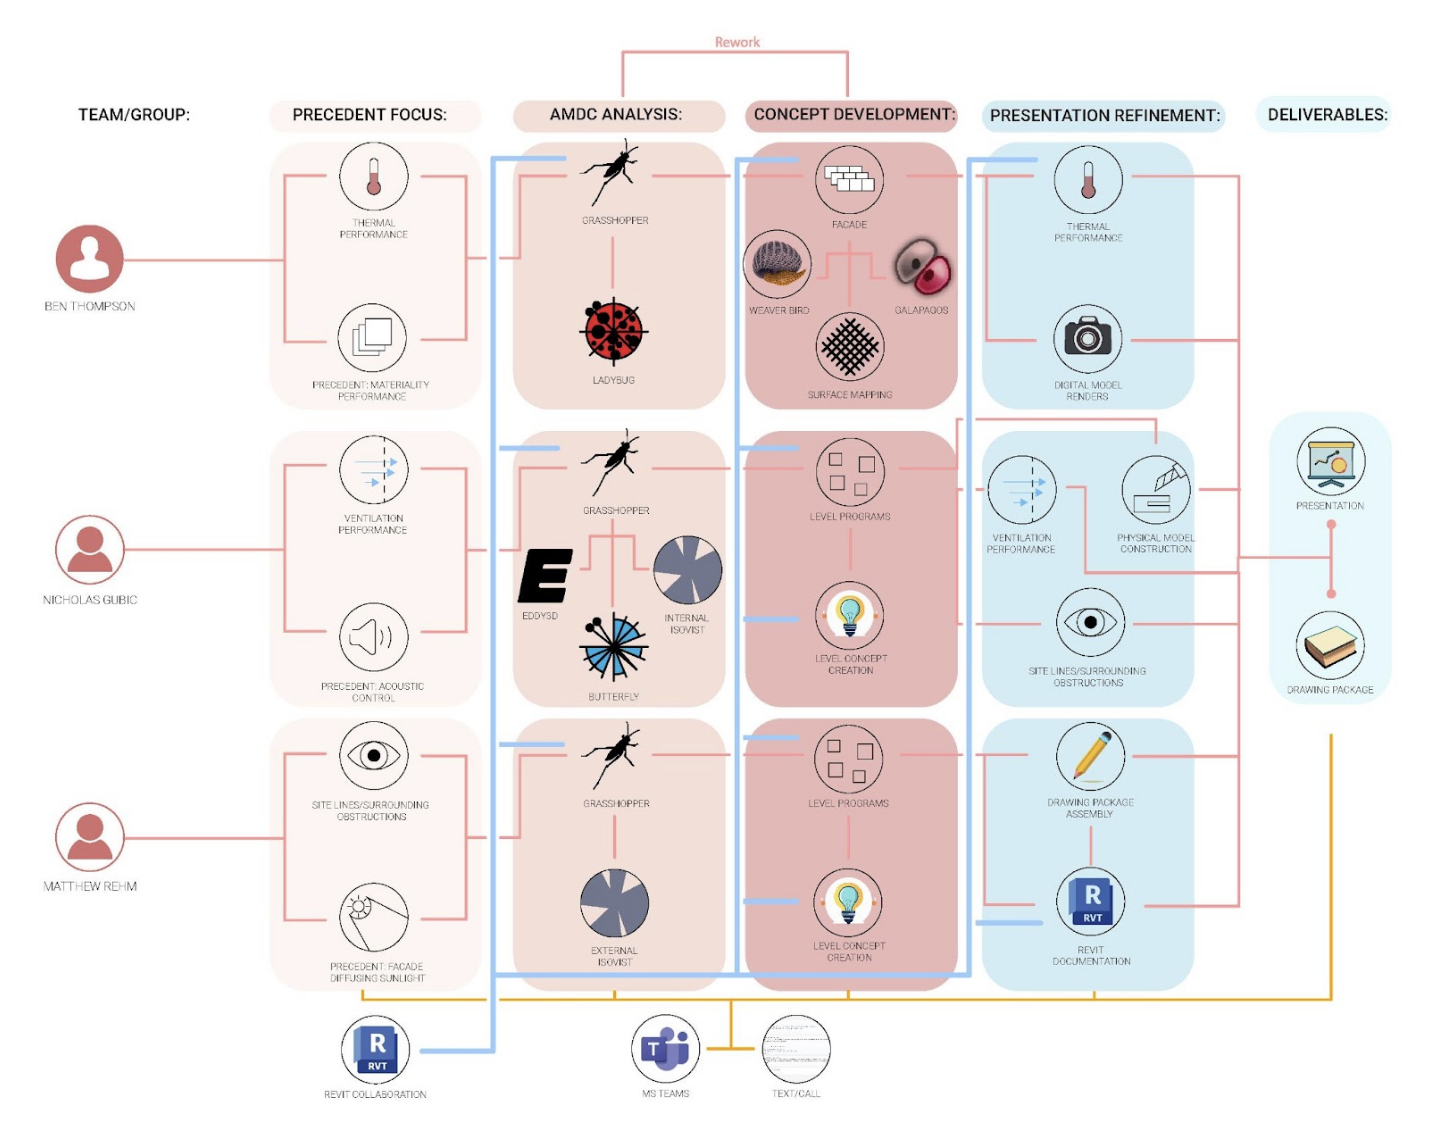 Rework
TEAM/GROUP:
PRECEDENT FOCUS:
AMDC ANALYSIS:
CONCEPT DEVELOPMENT:
PRESENTATION REFINEMENT:
DELIVERABLES:
BEN THOMPSON
THERMAL
PERFORMANCE
PRECEDENT: MATERIALITY
PERFORMANCE
GRASSHOPPER
LADYBUG
FACADE
WEAVER BIRD
GALAPAGOS
SURFACE MAPPING
THERMAL
PERFORMANCE
DIGITAL MODEL
RENDERS
NICHOLAS GUBIC
VENTILATION
PERFORMANCE
PRECEDENT: ACOUSTIC
CONTROL
GRASSHOPPER
E
EDDY3D
INTERNAL
ISOVIST
BUTTERFLY
LEVEL PROGRAMS
LEVEL CONCEPT
CREATION
VENTILATION
PERFORMANCE
PHYSICAL MODEL
CONSTRUCTION
SITE LINES/SURROUNDING
OBSTRUCTIONS
PRESENTATION
DRAWING PACKAGE
MATTHEW REHM
SITE LINES/SURROUNDING
OBSTRUCTIONS
PRECEDENT: FACADE
DIFFUSING SUNLIGHT
GRASSHOPPER
EXTERNAL
ISOVIST
LEVEL PROGRAMS
LEVEL CONCEPT
CREATION
DRAWING PACKAGE
ASSEMBLY
R
RVT
REVIT
DOCUMENTATION
R
RVT
REVIT COLLABORATION
T
MS TEAMS
TEXT/CALL